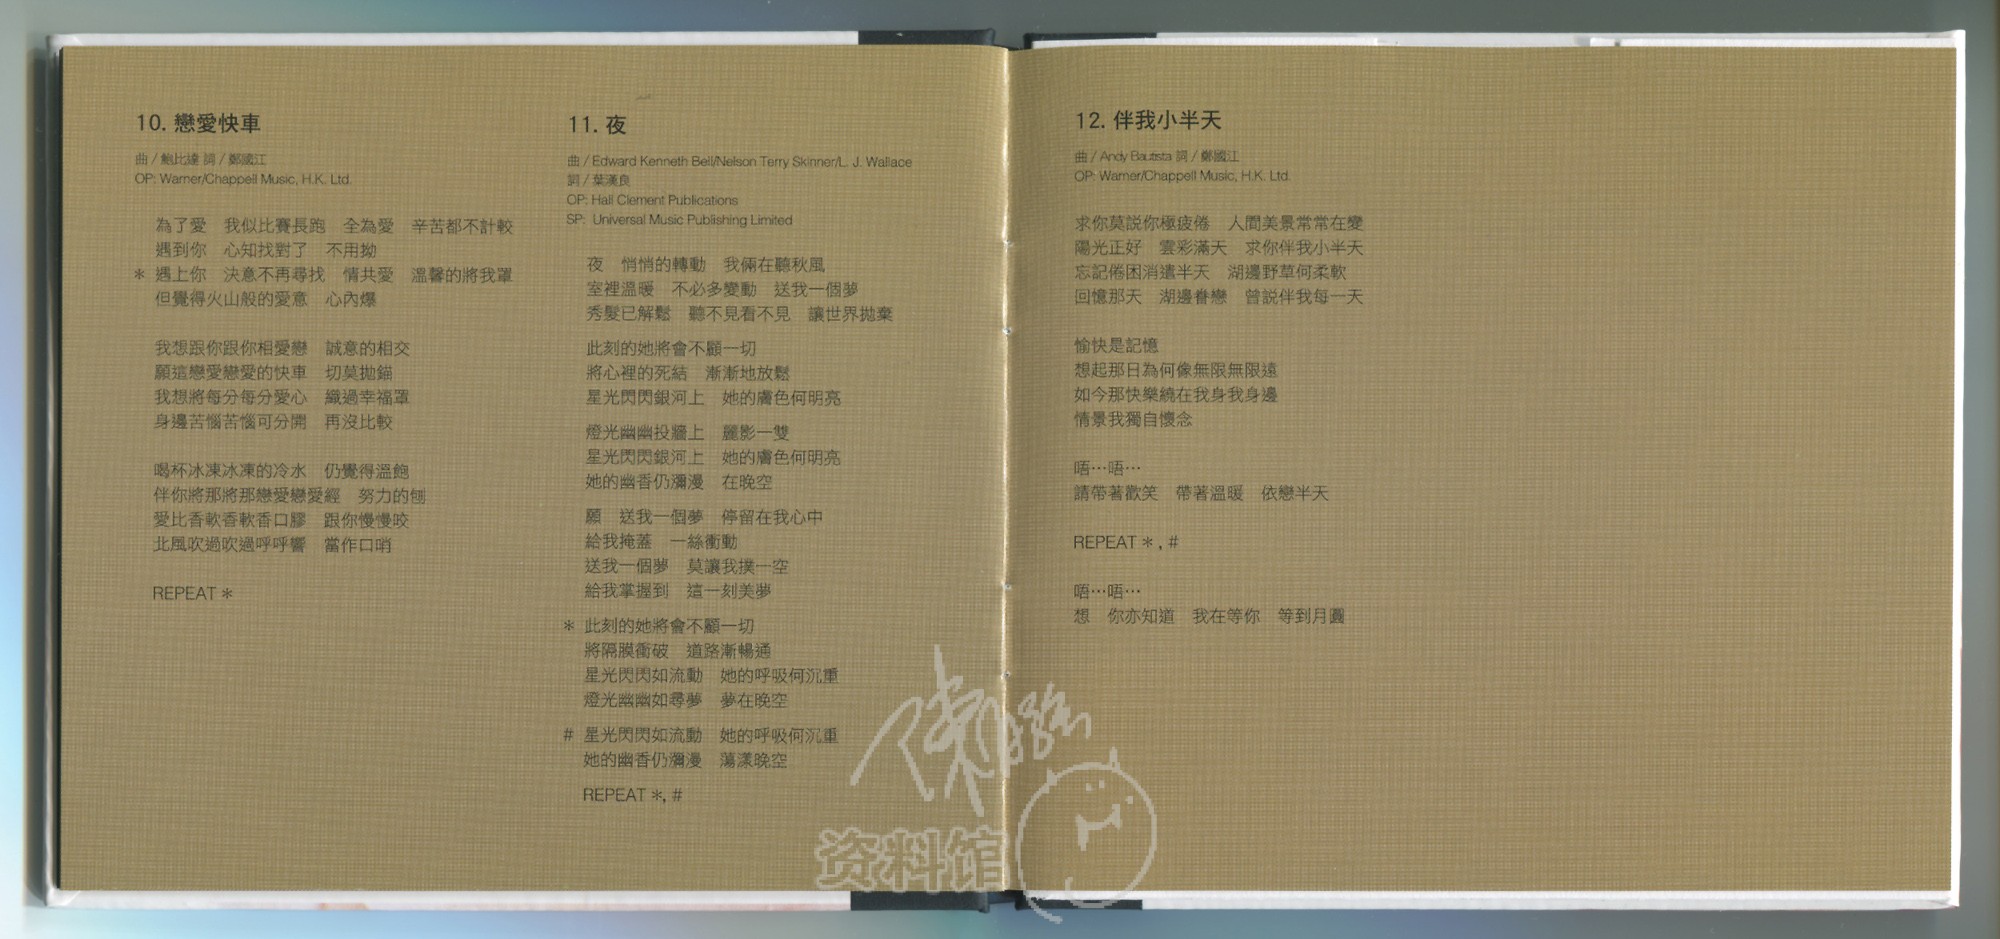 10. 戀愛快車
曲 / 鮑比達 詞 / 鄭國江
OP: Warner/Chappell Music, H.K. Ltd.
為了愛　我似比賽長跑　全為愛　辛苦都不計較
遇到你　心知找對了　不用拗
* 遇上你　決意不再尋找　情共愛　溫馨的將我罩
但覺得火山般的愛意　心內爆
我想跟你跟你相愛戀　誠意的相交
願這戀愛戀愛的快車　切莫拋錨
我想將每分每分愛心　織過幸福罩
身邊苦惱苦惱可分開　再沒比較
喝杯冰凍冰凍的冷水　仍覺得溫飽
伴你將那將那戀愛戀愛經　努力的刨
愛比香軟香軟香口膠　跟你慢慢咬
北風吹過吹過呼呼響　當作口哨
REPEAT *
11. 夜
曲 / Edward Kenneth Bell/Nelson Terry Skinner/L. J. Wallace
詞 / 葉漢良
OP: Hall Clement Publications
SP: Universal Music Publishing Limited
夜　悄悄的轉動　我倆在聽秋風
室裡溫暖　不必多變動　送我一個夢
秀髮已解鬆　聽不見看不見　讓世界拋棄
此刻的她將會不顧一切
將心裡的死結　漸漸地放鬆
星光閃閃銀河上　她的膚色何明亮
燈光幽幽投牆上　麗影一雙
星光閃閃銀河上　她的膚色何明亮
她的幽香仍瀰漫　在晚空
願　送我一個夢　停留在我心中
給我掩蓋　一絲衝動
送我一個夢　莫讓我撲一空
給我掌握到　這一刻美夢
* 此刻的她將會不顧一切
將隔膜衝破　道路漸暢通
星光閃閃如流動　她的呼吸何沉重
燈光幽幽如尋夢　夢在晚空
# 星光閃閃如流動　她的呼吸何沉重
她的幽香仍瀰漫　蕩漾晚空
REPEAT *, #
12. 伴我小半天
曲 / Andy Bautista 詞 / 鄭國江
OP: Warner/Chappell Music, H.K. Ltd.
求你莫説你極疲倦　人間美景常常在變
陽光正好　雲彩滿天　求你伴我小半天
忘記倦困消遣半天　湖邊野草何柔軟
回憶那天　湖邊眷戀　曾説伴我每一天
愉快是記憶
想起那日為何像無限無限遠
如今那快樂繞在我身我身邊
情景我獨自懷念
唔…唔…
請帶著歡笑　帶著溫暖　依戀半天
REPEAT * , #
唔…唔…
想　你亦知道　我在等你　等到月圓
资料馆